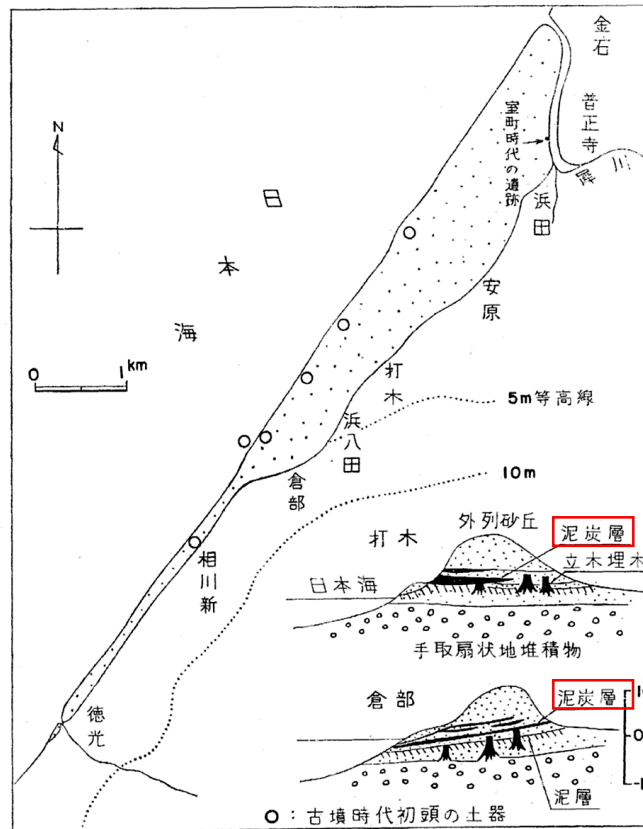 金石
普正寺
室町時代の遺跡
犀川
浜田
N
日本海
安原
0 1 km
打木
5m等高線
浜八田
10m
倉部
外列砂丘
打木
泥炭層
立木埋木
日本海
相川新
手取扇状地堆積物
徳光
倉部
泥炭層
泥層
○：古墳時代初頭の土器